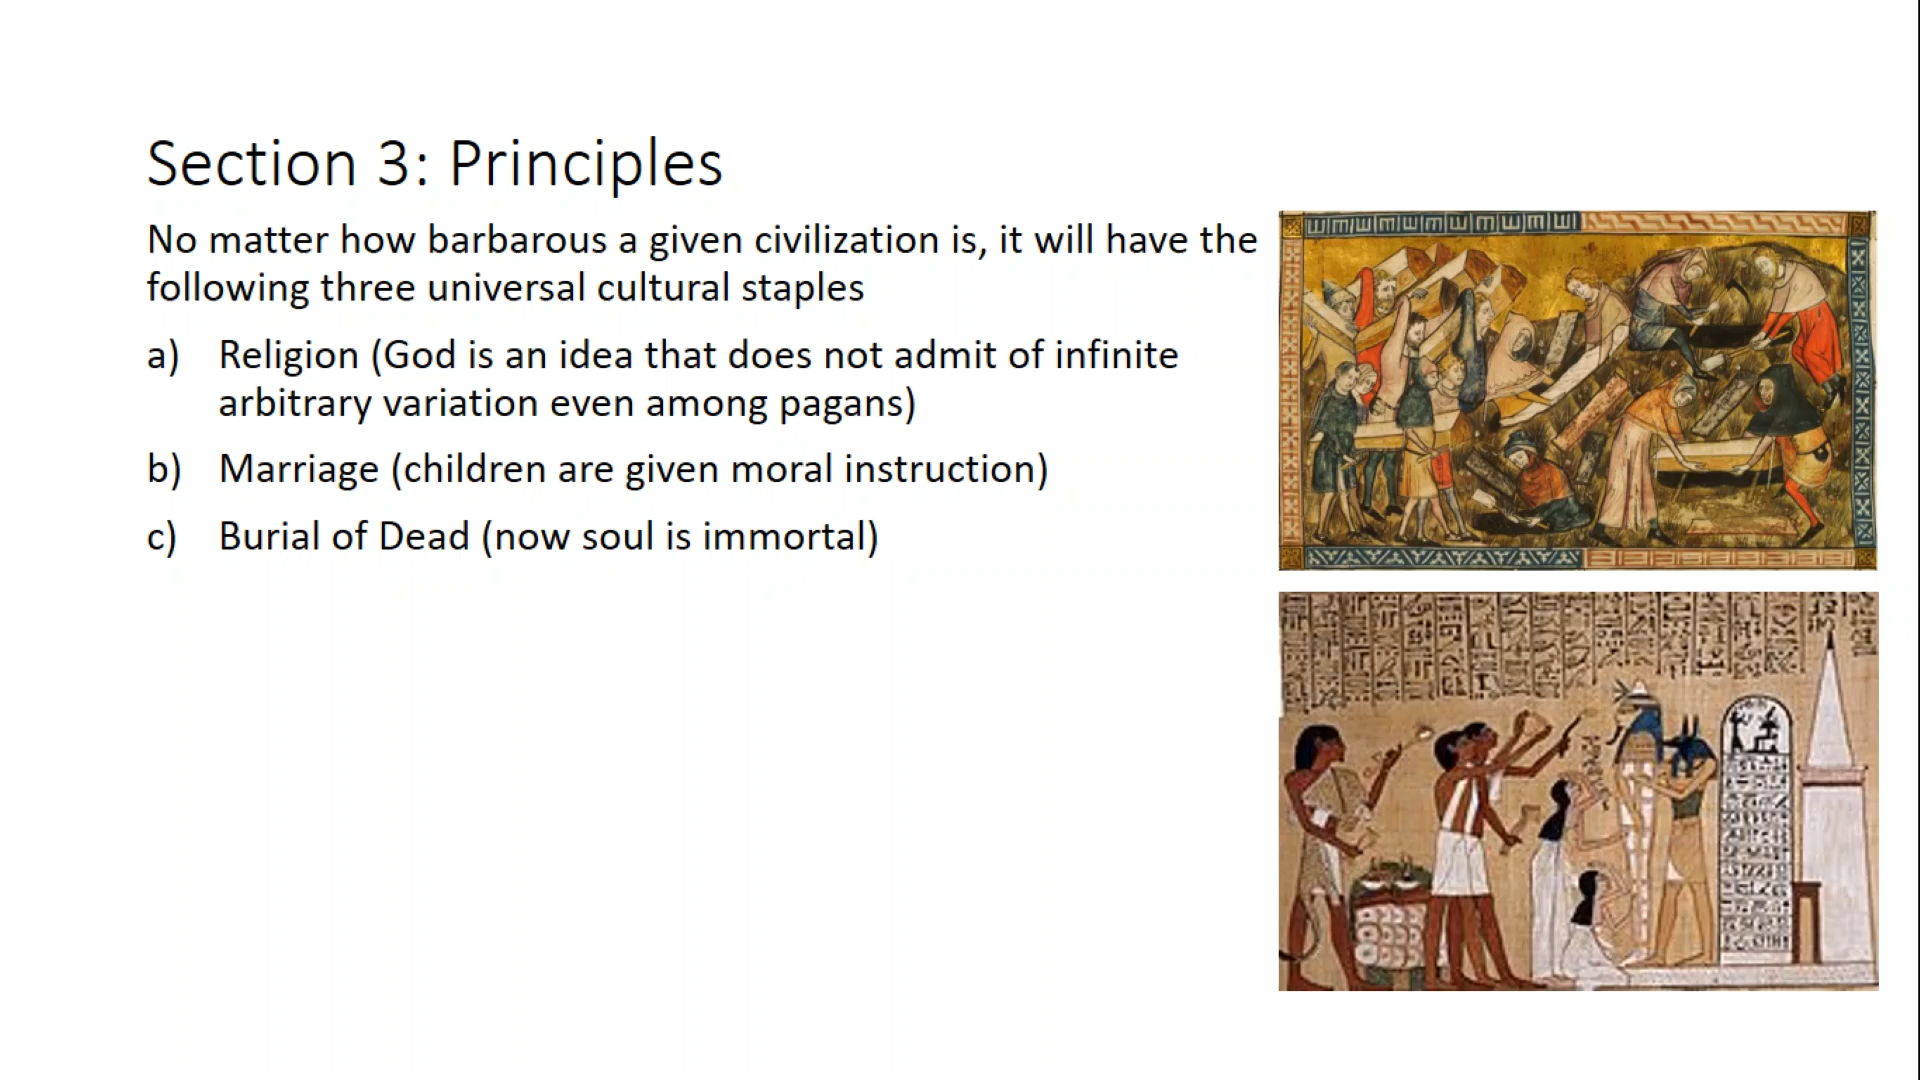 Section 3: Principles
No matter how barbarous a given civilization is, it will have the
following three universal cultural staples
a) Religion (God is an idea that does not admit of infinite
arbitrary variation even among pagans)
b) Marriage (children are given moral instruction)
c) Burial of Dead (now soul is immortal)